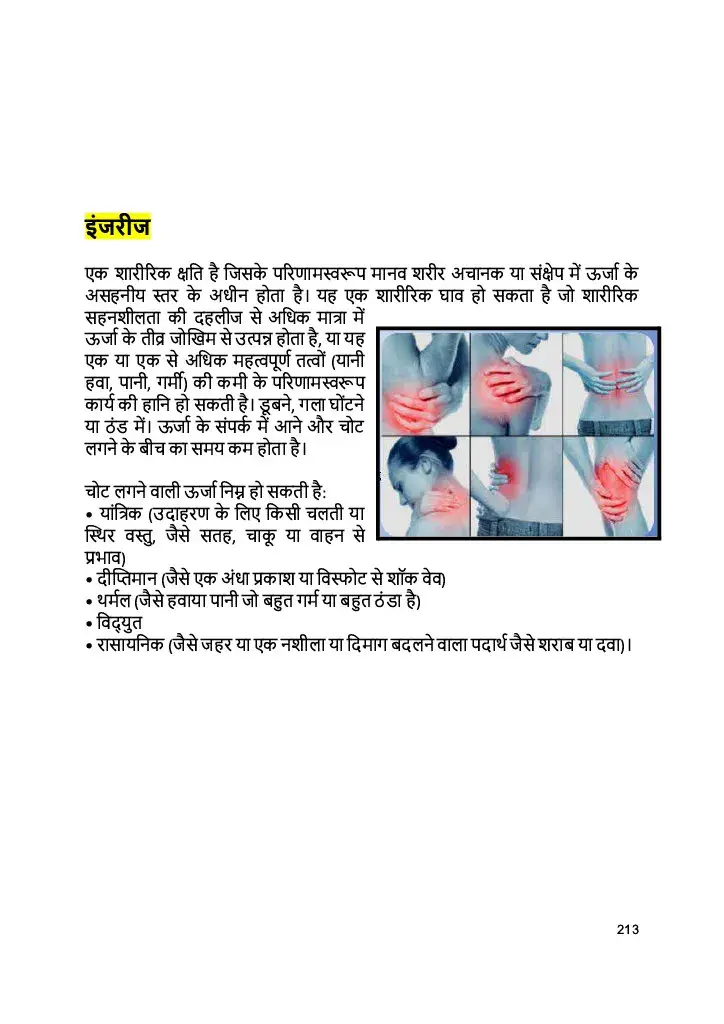 इंजरीज
एक शारीरिक क्षति है जिसके परिणामस्वरूप मानव शरीर अचानक या संक्षेप में ऊर्जा के
असहनीय स्तर के अधीन होता है। यह एक शारीरिक घाव हो सकता है जो शारीरिक
सहनशीलता की दहलीज से अधिक मात्रा में
ऊर्जा के तीव्र जोखिम से उत्पन्न होता है, या यह
एक या एक से अधिक महत्वपूर्ण तत्वों (यानी
हवा, पानी, गर्मी) की कमी के परिणामस्वरूप
कार्य की हानि हो सकती है। डूबने, गला घोंटने
या ठंड में। ऊर्जा के संपर्क में आने और चोट
लगने के बीच का समय कम होता है।
चोट लगने वाली ऊर्जा निम्न हो सकती है:
• यांत्रिक (उदाहरण के लिए किसी चलती या
स्थिर वस्तु, जैसे सतह, चाकू या वाहन से
प्रभाव)
• दीप्तिमान (जैसे एक अंधा प्रकाश या विस्फोट से शॉक वेव)
• थर्मल (जैसे हवाया पानी जो बहुत गर्म या बहुत ठंडा है)
• विद्युत
• रासायनिक (जैसे जहर या एक नशीला या दिमाग बदलने वाला पदार्थ जैसे शराब या दवा)।
213